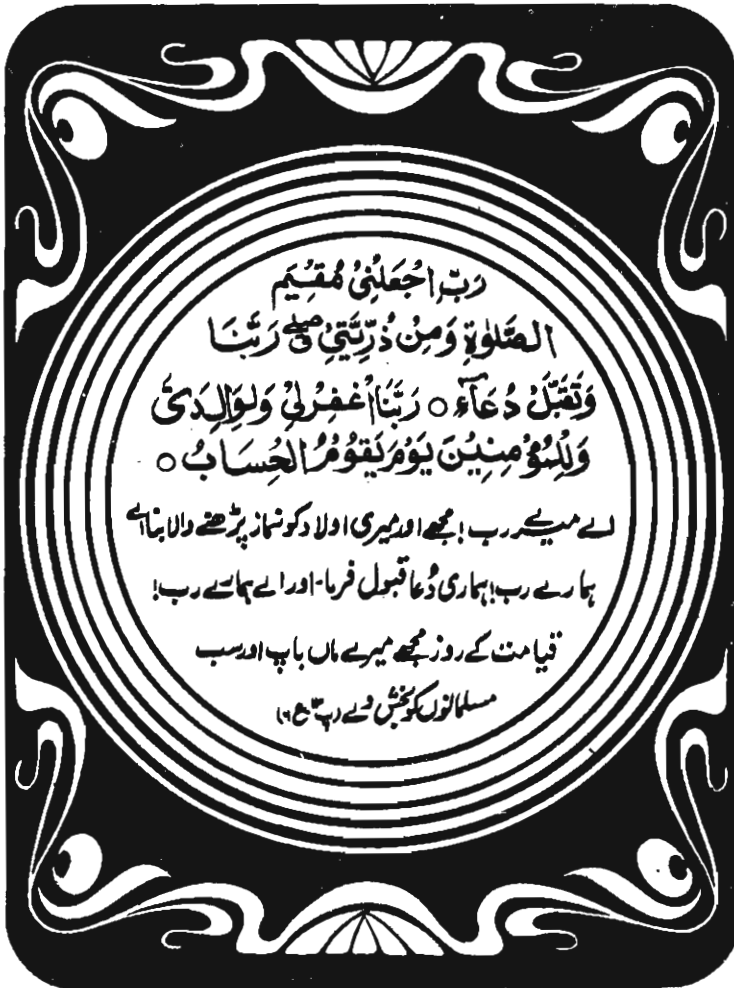 رَبِّ اجْعَلْنِيْ مُقِيْمَ
الصَّلٰوةِ وَمِنْ ذُرِّيَّتِيْ صلے ق رَبَّنَا
وَتَقَبَّلْ دُعَآءِ ○ رَبَّنَا اغْفِرْلِيْ وَلِوَالِدَىَّ
وَلِلْمُؤْمِنِيْنَ يَوْمَ يَقُوْمُ الْحِسَابُ ○
اے میرے رب! مجھے اور میری اولاد کو نماز پڑھنے والا بنا اے
ہمارے رب! ہماری دُعا قبول فرما۔ اور اے ہمارے رب!
قیامت کے روز مجھے میرے ماں باپ اور سب
مسلمانوں کو بخش دے (پ ع